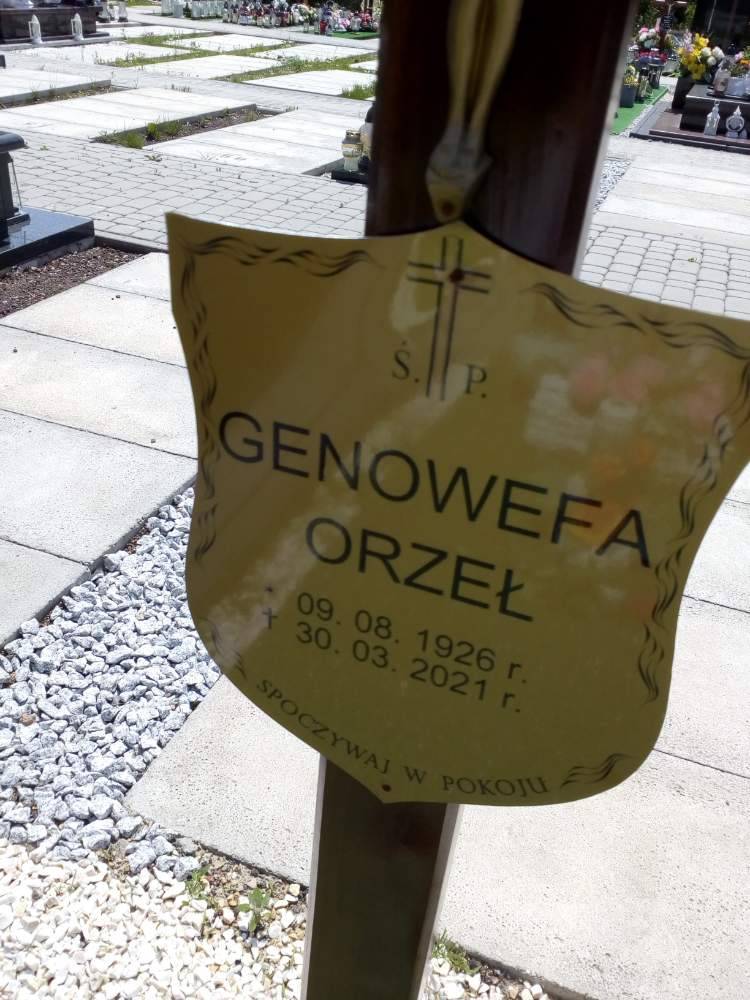 Ś. P.
GENOWEFA
ORZEŁ
* 09. 08. 1926 r.
✝ 30. 03. 2021 r.
SPOCZYWAJ W POKOJU